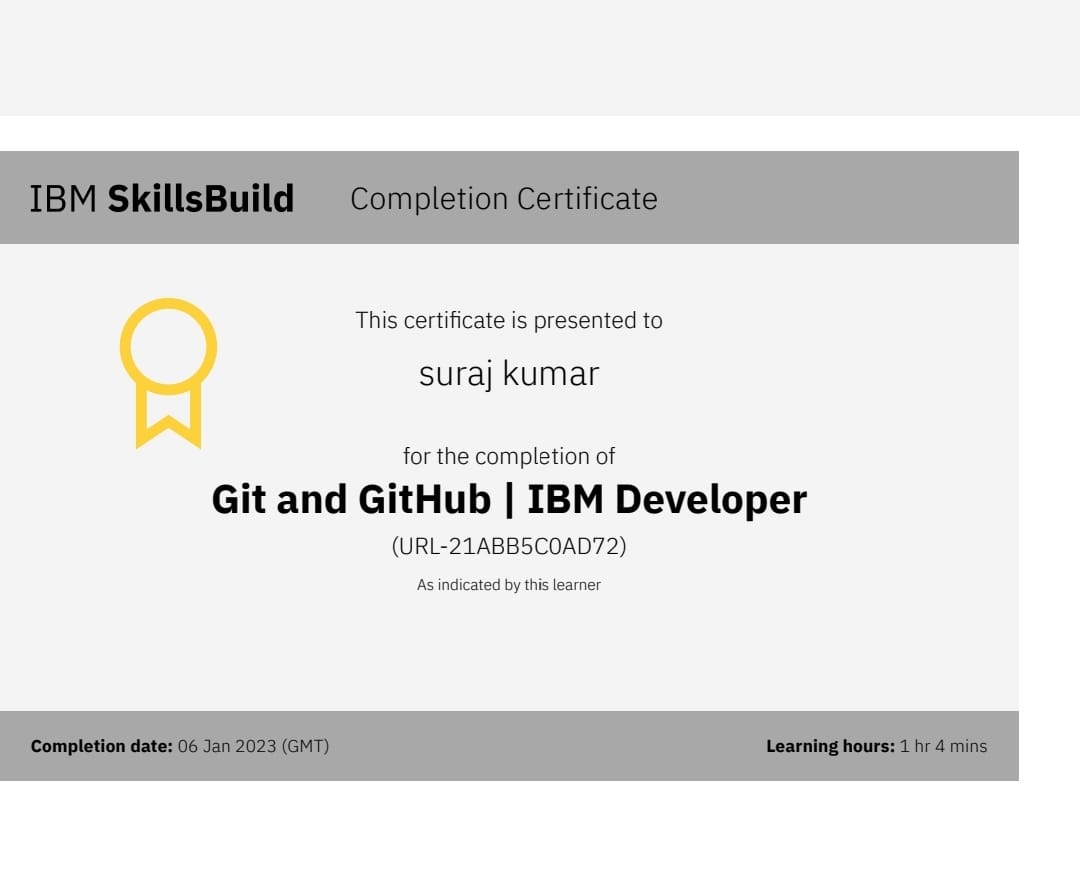 IBM SkillsBuild Completion Certificate
This certificate is presented to
suraj kumar
for the completion of
Git and GitHub | IBM Developer
(URL-21ABB5C0AD72)
As indicated by this learner
Completion date: 06 Jan 2023 (GMT) Learning hours: 1 hr 4 mins